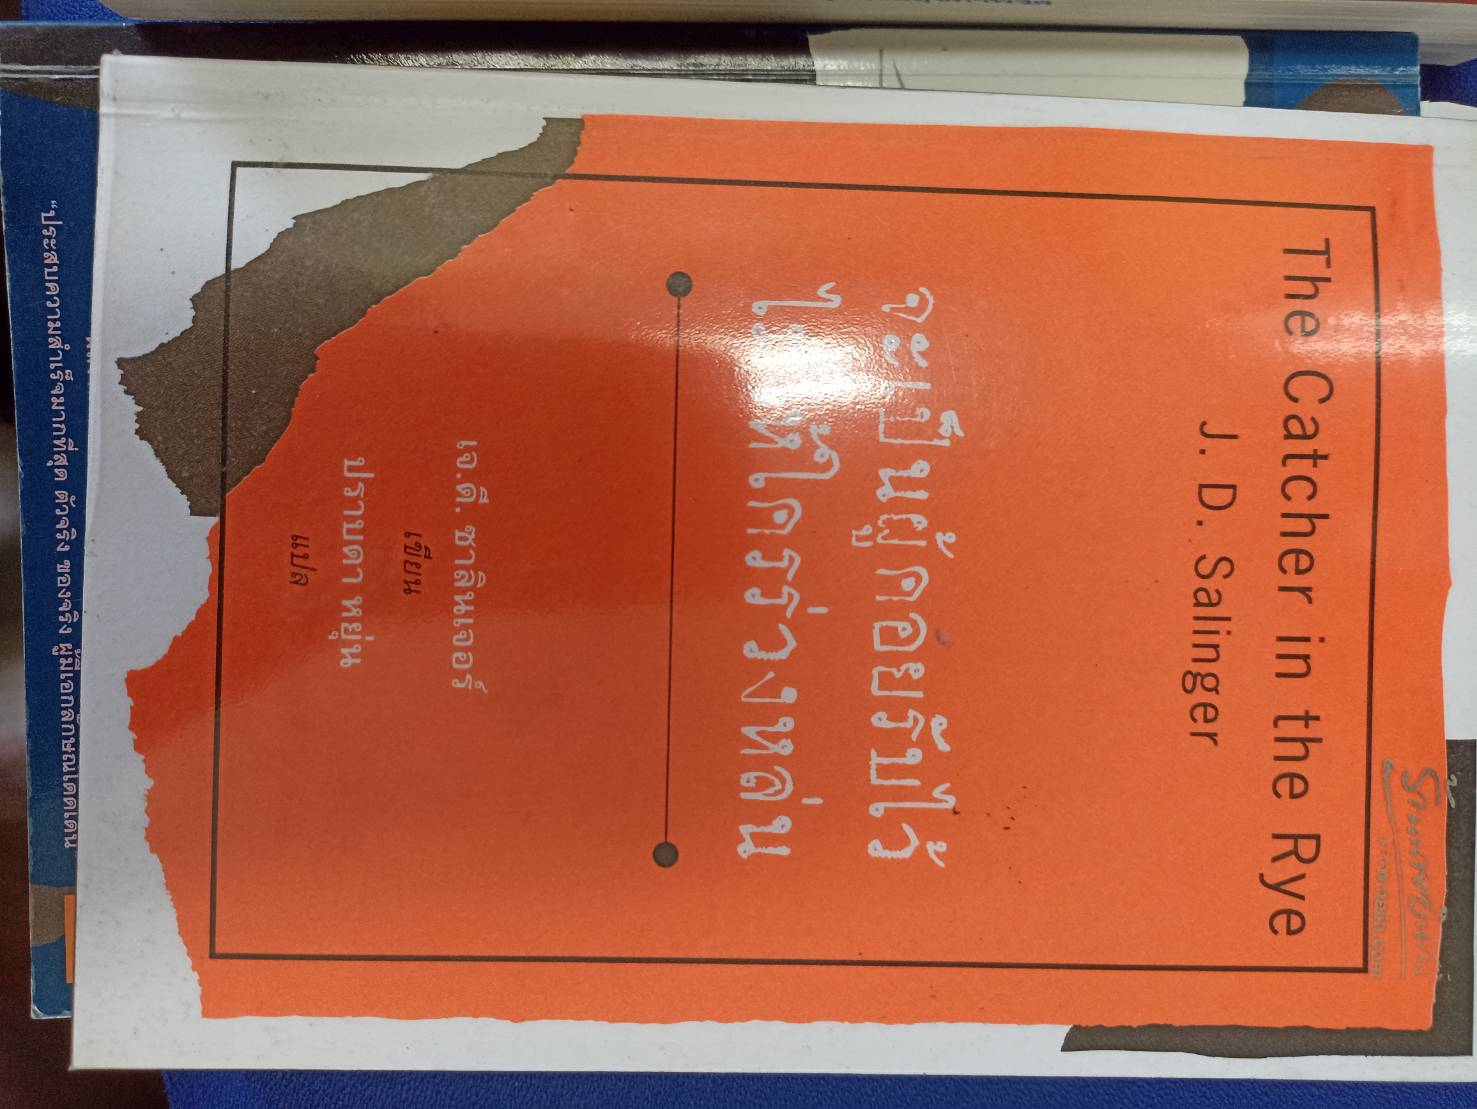 The Catcher in the Rye
J. D. Salinger
จะเป็นผู้คอยรับไว้
ไม่ให้ใครร่วงหล่น
เจ.ดี. ซาลินเจอร์
เขียน
ปราบดา หยุ่น
แปล
"ประสบความสำเร็จมากที่สุด ตัวจริง ของจริง ผู้มีเอกลักษณ์โดดเด่น